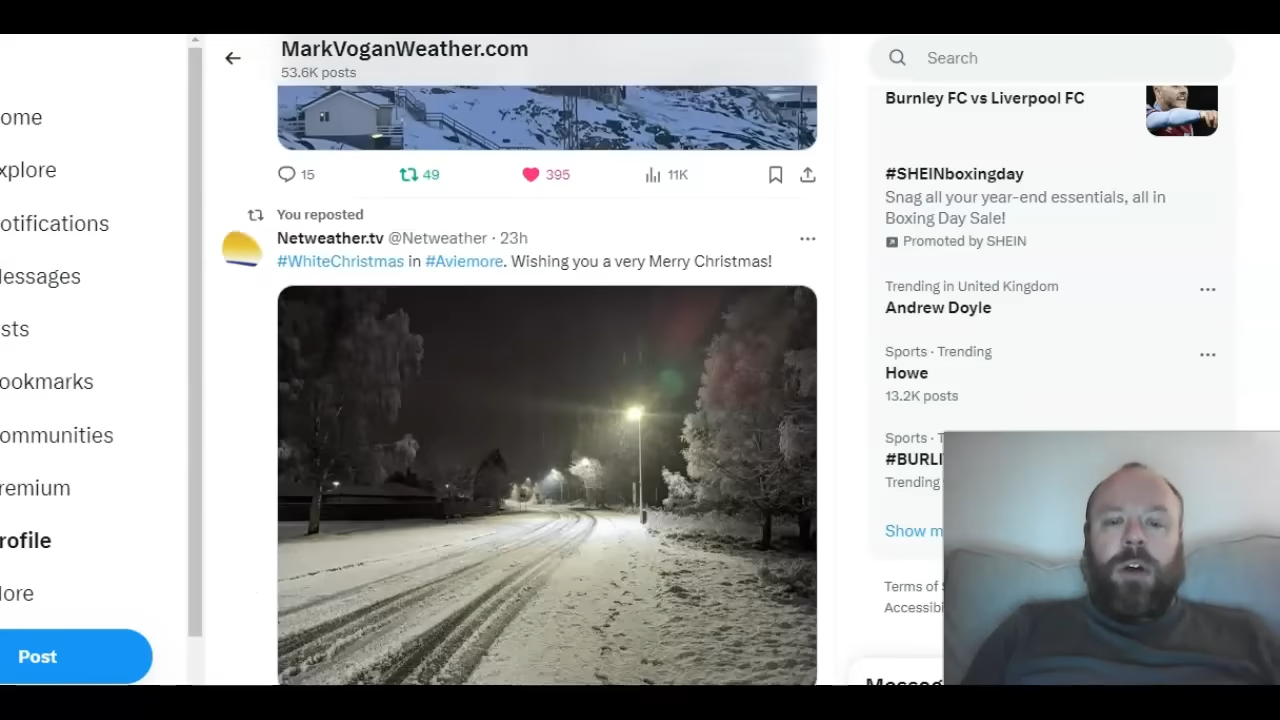 MarkVoganWeather.com
53.6K posts
Search
ome
xplore
otifications
essages
sts
ookmarks
ommunities
remium
rofile
ore
Post
15
49
395
11K
You reposted
Netweather.tv @Netweather · 23h
#WhiteChristmas in #Aviemore. Wishing you a very Merry Christmas!
Burnley FC vs Liverpool FC
#SHEINboxingday
Snag all your year-end essentials, all in
Boxing Day Sale!
Promoted by SHEIN
Trending in United Kingdom
Andrew Doyle
Sports · Trending
Howe
13.2K posts
Sports · T
#BURLI
Trending
Show m
Terms of
Accessibi
Messag